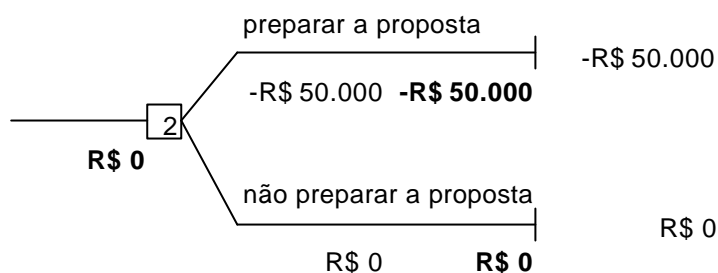 preparar a proposta
-R$ 50.000
-R$ 50.000 -R$ 50.000
2
R$ 0
não preparar a proposta
R$ 0
R$ 0 R$ 0